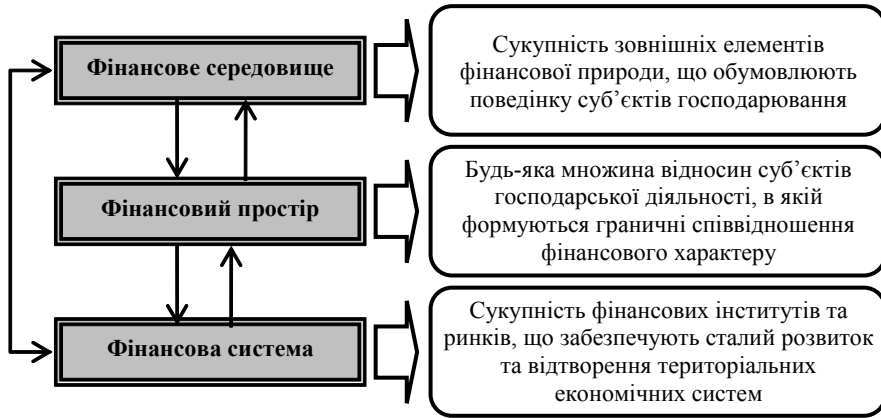 Фінансове середовище
Сукупність зовнішніх елементів
фінансової природи, що обумовлюють
поведінку суб’єктів господарювання
Фінансовий простір
Будь-яка множина відносин суб’єктів
господарської діяльності, в якій
формуються граничні співвідношення
фінансового характеру
Фінансова система
Сукупність фінансових інститутів та
ринків, що забезпечують сталий розвиток
та відтворення територіальних
економічних систем